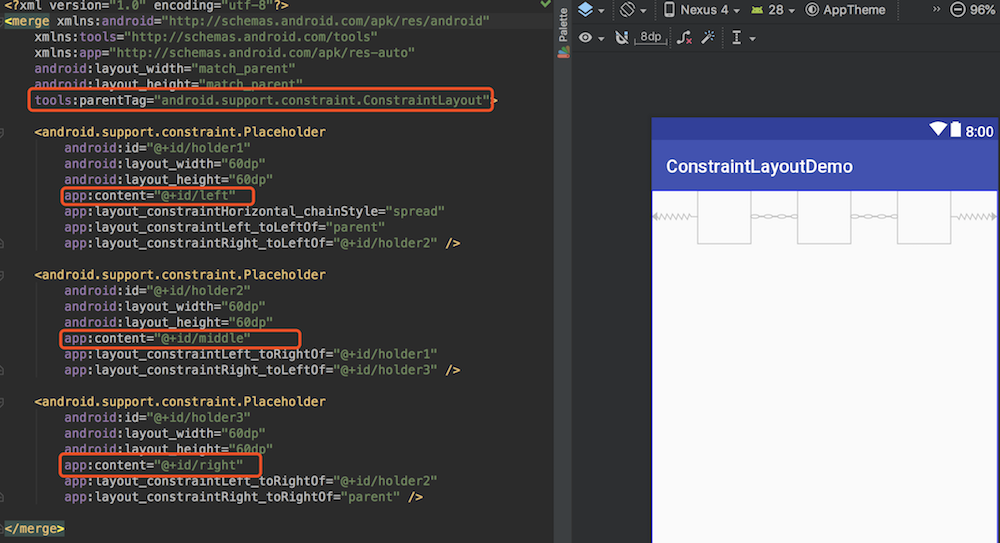 <?xml version="1.0" encoding="utf-8"?>
<merge xmlns:android="http://schemas.android.com/apk/res/android"
xmlns:tools="http://schemas.android.com/tools"
xmlns:app="http://schemas.android.com/apk/res-auto"
android:layout_width="match_parent"
android:layout_height="match_parent"
tools:parentTag="android.support.constraint.ConstraintLayout">
<android.support.constraint.Placeholder
android:id="@+id/holder1"
android:layout_width="60dp"
android:layout_height="60dp"
app:content="@+id/left"
app:layout_constraintHorizontal_chainStyle="spread"
app:layout_constraintLeft_toLeftOf="parent"
app:layout_constraintRight_toLeftOf="@+id/holder2" />
<android.support.constraint.Placeholder
android:id="@+id/holder2"
android:layout_width="60dp"
android:layout_height="60dp"
app:content="@+id/middle"
app:layout_constraintLeft_toRightOf="@+id/holder1"
app:layout_constraintRight_toLeftOf="@+id/holder3" />
<android.support.constraint.Placeholder
android:id="@+id/holder3"
android:layout_width="60dp"
android:layout_height="60dp"
app:content="@+id/right"
app:layout_constraintLeft_toRightOf="@+id/holder2"
app:layout_constraintRight_toRightOf="parent" />
</merge>
Palette
Nexus 4 28 AppTheme » 96%
8dp
8:00
ConstraintLayoutDemo